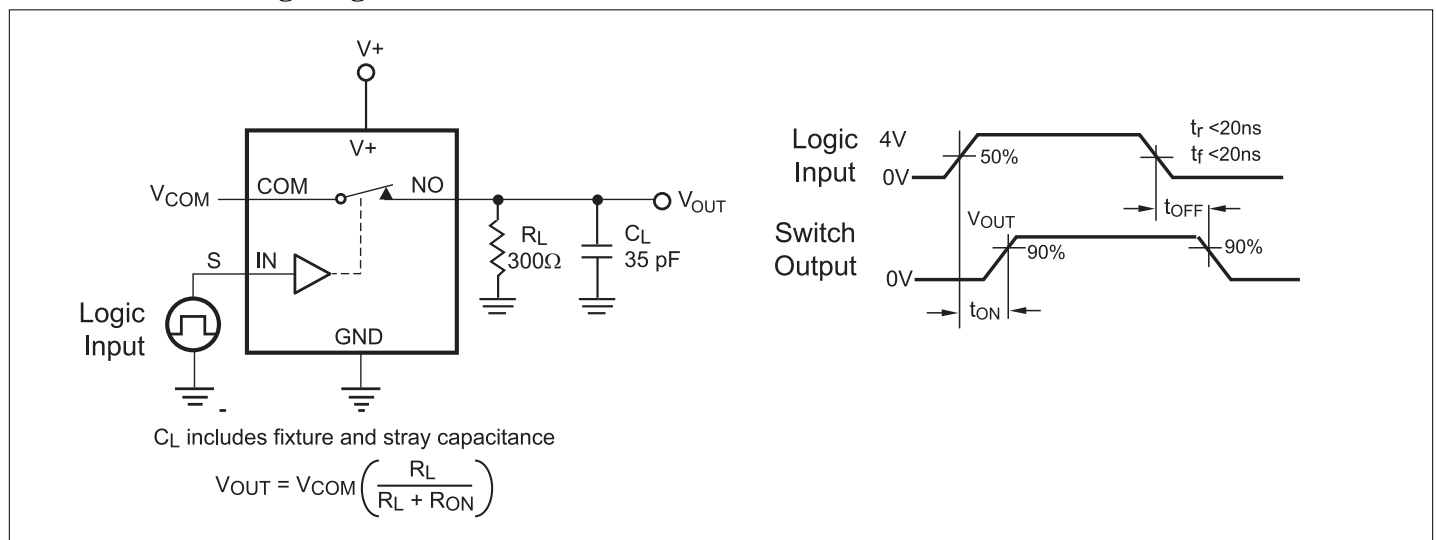 V+
V+
VCOM
COM
NO
VOUT
RL
300Ω
CL
35 pF
S
IN
Logic
Input
GND
CL includes fixture and stray capacitance
VOUT = VCOM ( RL / RL + RON )
Logic
Input
4V
0V
50%
tr <20ns
tf <20ns
tOFF
Switch
Output
VOUT
0V
90%
90%
tON